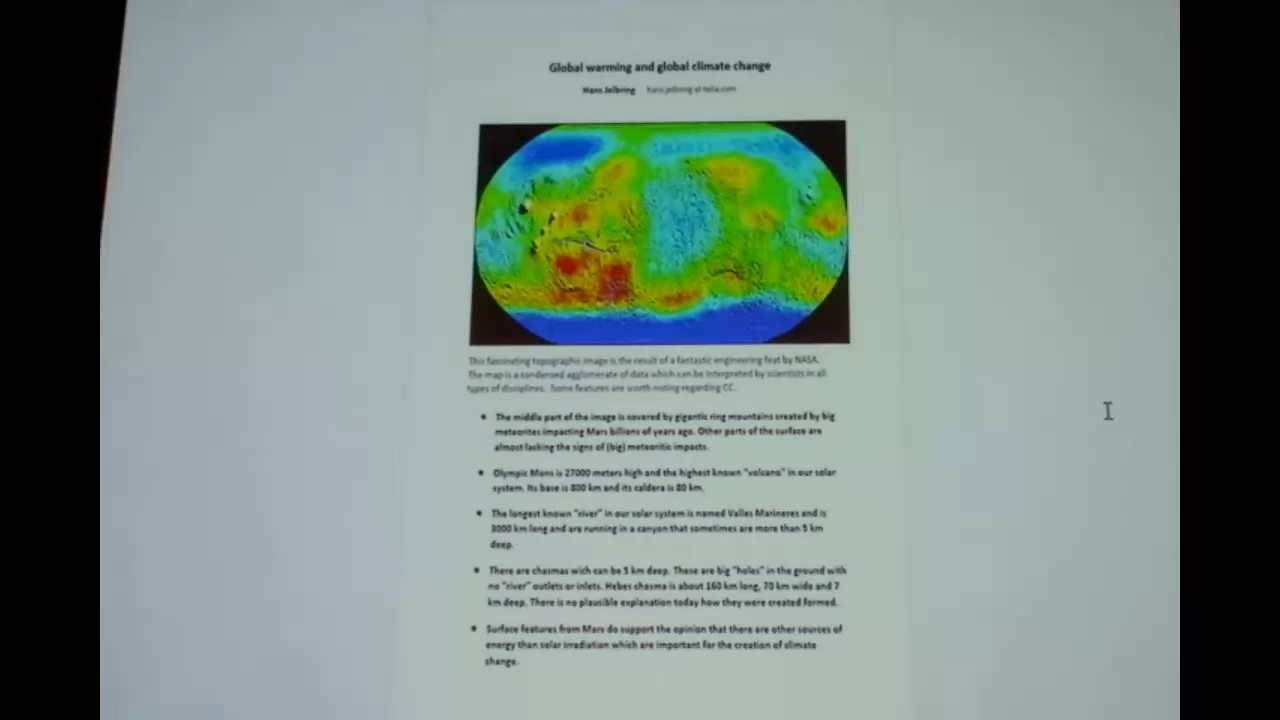 Global warming and global climate change
Hans Jelbring hans.jelbring at telia.com
This fascinating topographic image is the result of a fantastic engineering feat by NASA.
The map is a condensed agglomerate of data which can be interpreted by scientists in all
types of disciplines. Some features are worth noting regarding CC.
• The middle part of the image is covered by gigantic ring mountains created by big
meteorites impacting Mars billions of years ago. Other parts of the surface are
almost lacking the signs of (big) meteoritic impacts.
• Olympic Mons is 27000 meters high and the highest known "volcano" in our solar
system. Its base is 800 km and its caldera is 80 km.
• The longest known "river" in our solar system is named Valles Marineres and is
3000 km long and are running in a canyon that sometimes are more than 5 km
deep.
• There are chasmas wich can be 5 km deep. These are big "holes" in the ground with
no "river" outlets or inlets. Hebes chasma is about 160 km long, 70 km wide and 7
km deep. There is no plausible explanation today how they were created formed.
• Surface features from Mars do support the opinion that there are other sources of
energy than solar irradiation which are important for the creation of climate
change.